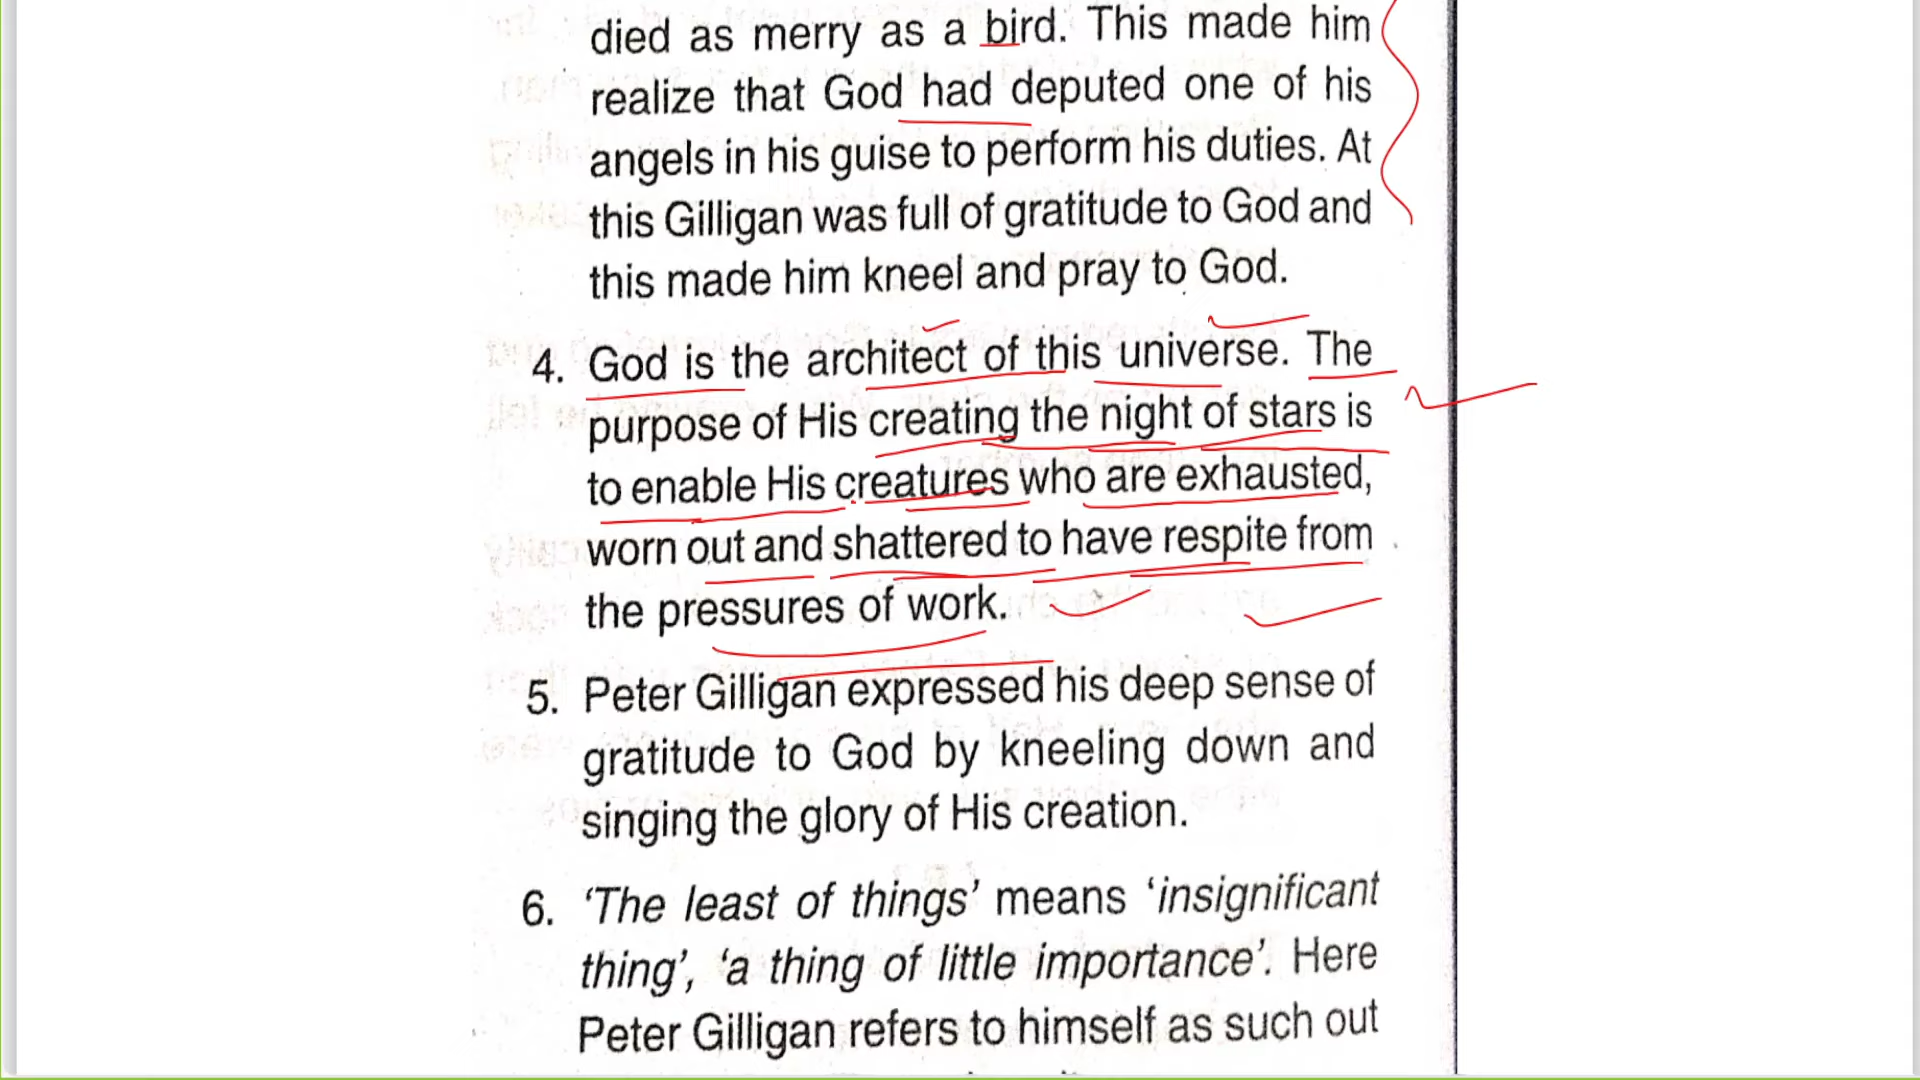 died as merry as a bird. This made him
realize that God had deputed one of his
angels in his guise to perform his duties. At
this Gilligan was full of gratitude to God and
this made him kneel and pray to God.
4. God is the architect of this universe. The
purpose of His creating the night of stars is
to enable His creatures who are exhausted,
worn out and shattered to have respite from
the pressures of work.
5. Peter Gilligan expressed his deep sense of
gratitude to God by kneeling down and
singing the glory of His creation.
6. ‘The least of things’ means ‘insignificant
thing’, ‘a thing of little importance’. Here
Peter Gilligan refers to himself as such out